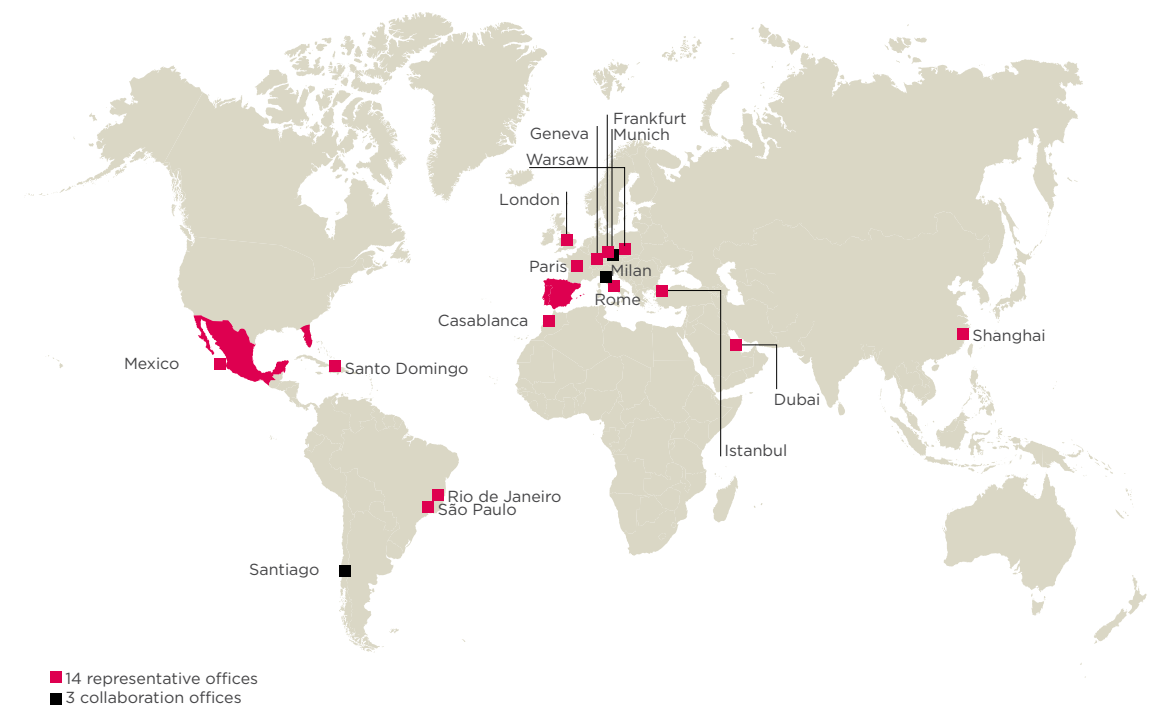 Frankfurt
Geneva
Munich
Warsaw
London
Paris
Milan
Rome
Casablanca
Shanghai
Mexico
Santo Domingo
Dubai
Istanbul
Rio de Janeiro
São Paulo
Santiago
14 representative offices
3 collaboration offices